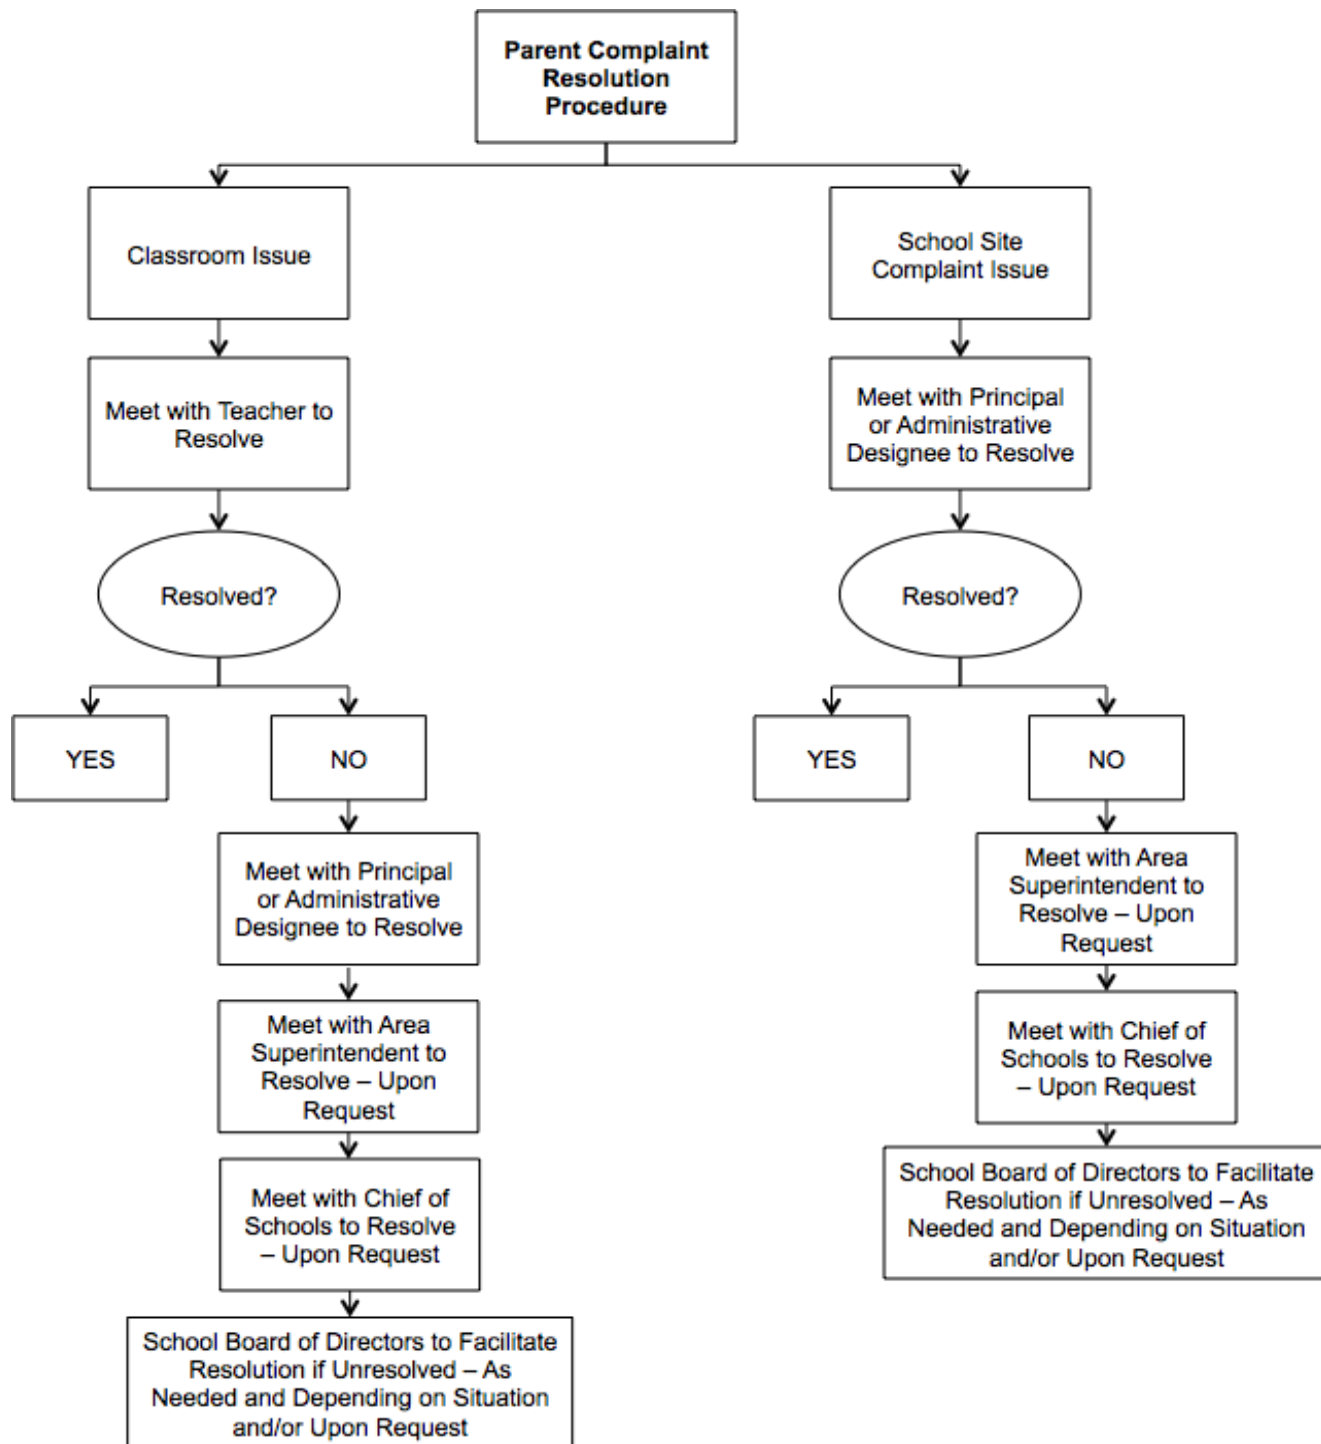 Parent Complaint
Resolution
Procedure
Classroom Issue
Meet with Teacher to
Resolve
Resolved?
YES
NO
Meet with Principal
or Administrative
Designee to Resolve
Meet with Area
Superintendent to
Resolve – Upon
Request
Meet with Chief of
Schools to Resolve
– Upon Request
School Board of Directors to Facilitate
Resolution if Unresolved – As
Needed and Depending on Situation
and/or Upon Request
School Site
Complaint Issue
Meet with Principal
or Administrative
Designee to Resolve
Resolved?
YES
NO
Meet with Area
Superintendent to
Resolve – Upon
Request
Meet with Chief of
Schools to Resolve
– Upon Request
School Board of Directors to Facilitate
Resolution if Unresolved – As
Needed and Depending on Situation
and/or Upon Request